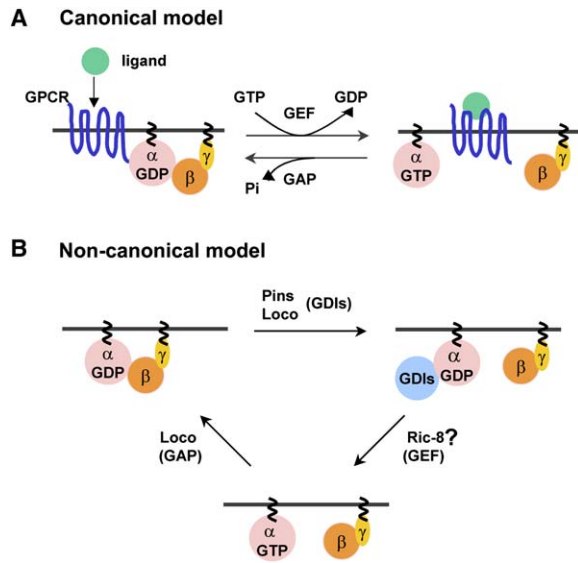 A Canonical model
ligand
GPCR
GTP GDP
GEF
α
GDP
β
γ
GAP
Pi
α
GTP
β
γ
B Non-canonical model
Pins
Loco (GDIs)
α
GDP
β
γ
GDIs
α
GDP
β
γ
Loco
(GAP)
Ric-8?
(GEF)
α
GTP
β
γ